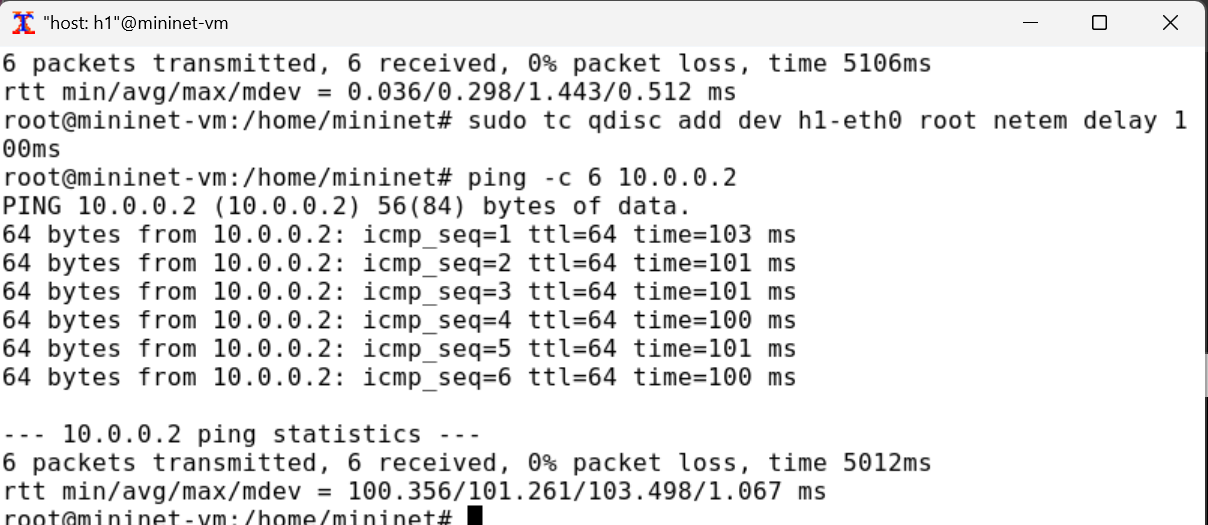 "host: h1"@mininet-vm
6 packets transmitted, 6 received, 0% packet loss, time 5106ms
rtt min/avg/max/mdev = 0.036/0.298/1.443/0.512 ms
root@mininet-vm:/home/mininet# sudo tc qdisc add dev h1-eth0 root netem delay 1
00ms
root@mininet-vm:/home/mininet# ping -c 6 10.0.0.2
PING 10.0.0.2 (10.0.0.2) 56(84) bytes of data.
64 bytes from 10.0.0.2: icmp_seq=1 ttl=64 time=103 ms
64 bytes from 10.0.0.2: icmp_seq=2 ttl=64 time=101 ms
64 bytes from 10.0.0.2: icmp_seq=3 ttl=64 time=101 ms
64 bytes from 10.0.0.2: icmp_seq=4 ttl=64 time=100 ms
64 bytes from 10.0.0.2: icmp_seq=5 ttl=64 time=101 ms
64 bytes from 10.0.0.2: icmp_seq=6 ttl=64 time=100 ms
--- 10.0.0.2 ping statistics ---
6 packets transmitted, 6 received, 0% packet loss, time 5012ms
rtt min/avg/max/mdev = 100.356/101.261/103.498/1.067 ms
root@mininet-vm:/home/mininet#